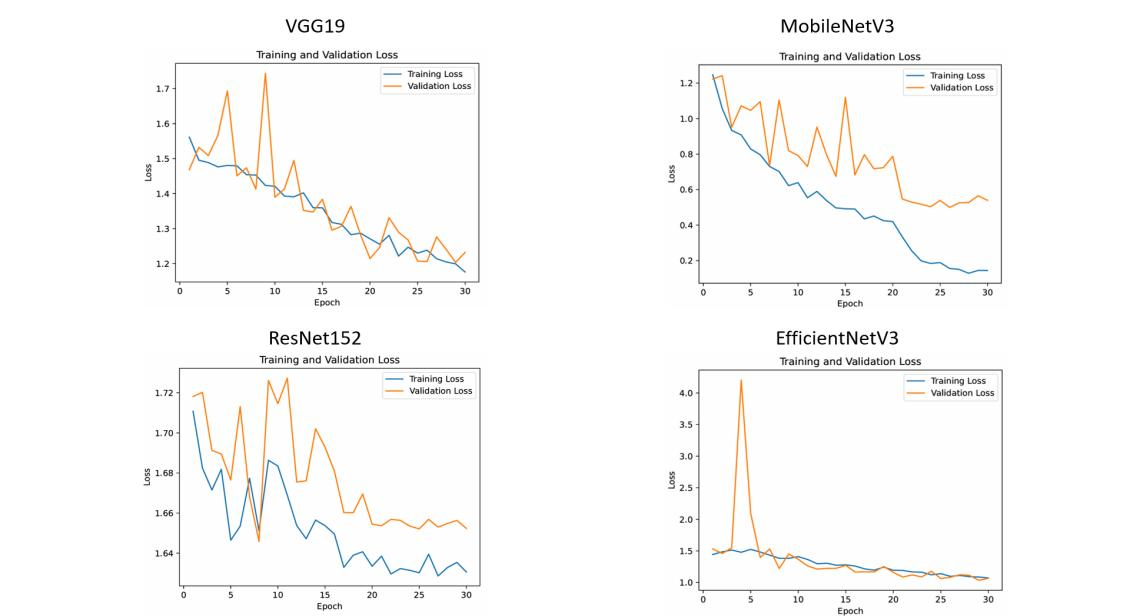 VGG19
Training and Validation Loss
Training Loss
Validation Loss
1.7
1.6
1.5
1.4
1.3
1.2
Loss
0 5 10 15 20 25 30
Epoch
MobileNetV3
Training and Validation Loss
Training Loss
Validation Loss
1.2
1.0
0.8
0.6
0.4
0.2
Loss
0 5 10 15 20 25 30
Epoch
ResNet152
Training and Validation Loss
Training Loss
Validation Loss
1.72
1.70
1.68
1.66
1.64
Loss
0 5 10 15 20 25 30
Epoch
EfficientNetV3
Training and Validation Loss
Training Loss
Validation Loss
4.0
3.5
3.0
2.5
2.0
1.5
1.0
Loss
0 5 10 15 20 25 30
Epoch